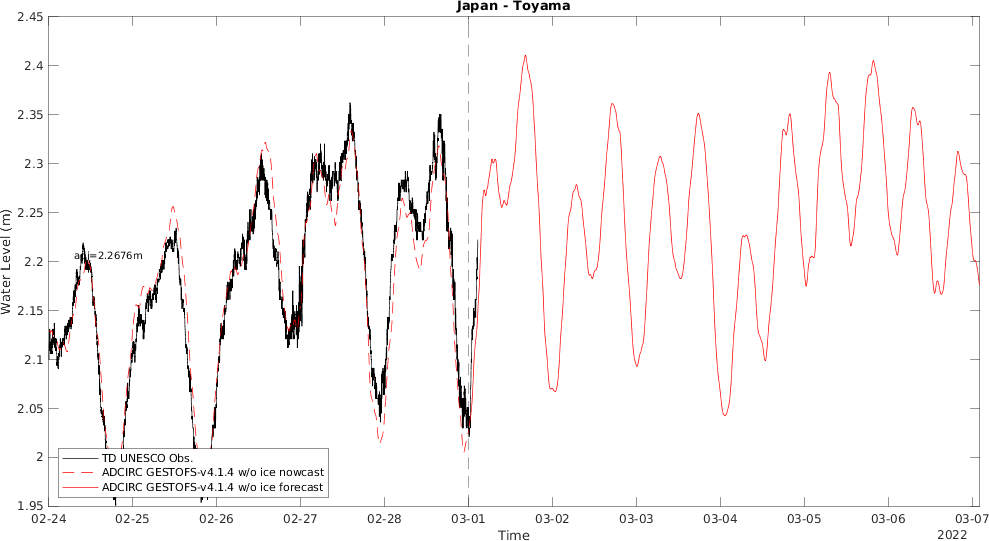 Japan - Toyama
2.45
2.4
2.35
2.3
2.25
2.2
2.15
2.1
2.05
2
1.95
Water Level (m)
adj=2.2676m
TD UNESCO Obs.
ADCIRC GESTOFS-v4.1.4 w/o ice nowcast
ADCIRC GESTOFS-v4.1.4 w/o ice forecast
02-24 02-25 02-26 02-27 02-28 03-01 03-02 03-03 03-04 03-05 03-06 03-07
Time
2022